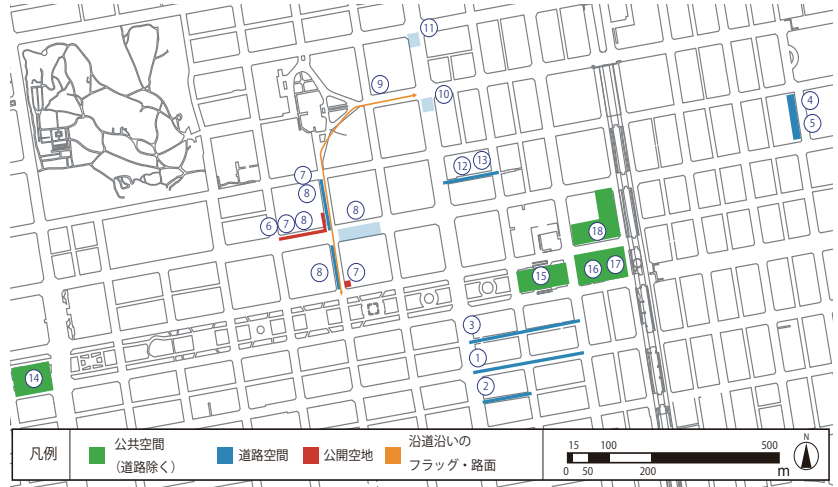 ⑪
⑨
④
⑩
⑤
⑫ ⑬
⑦
⑧
⑥ ⑦ ⑧ ⑧
⑱
⑧ ⑦ ⑮ ⑯ ⑰
③
①
⑭
②
凡例
公共空間
（道路除く）
道路空間
公開空地
沿道沿いの
フラッグ・路面
15 100 500
0 50 200 m
N